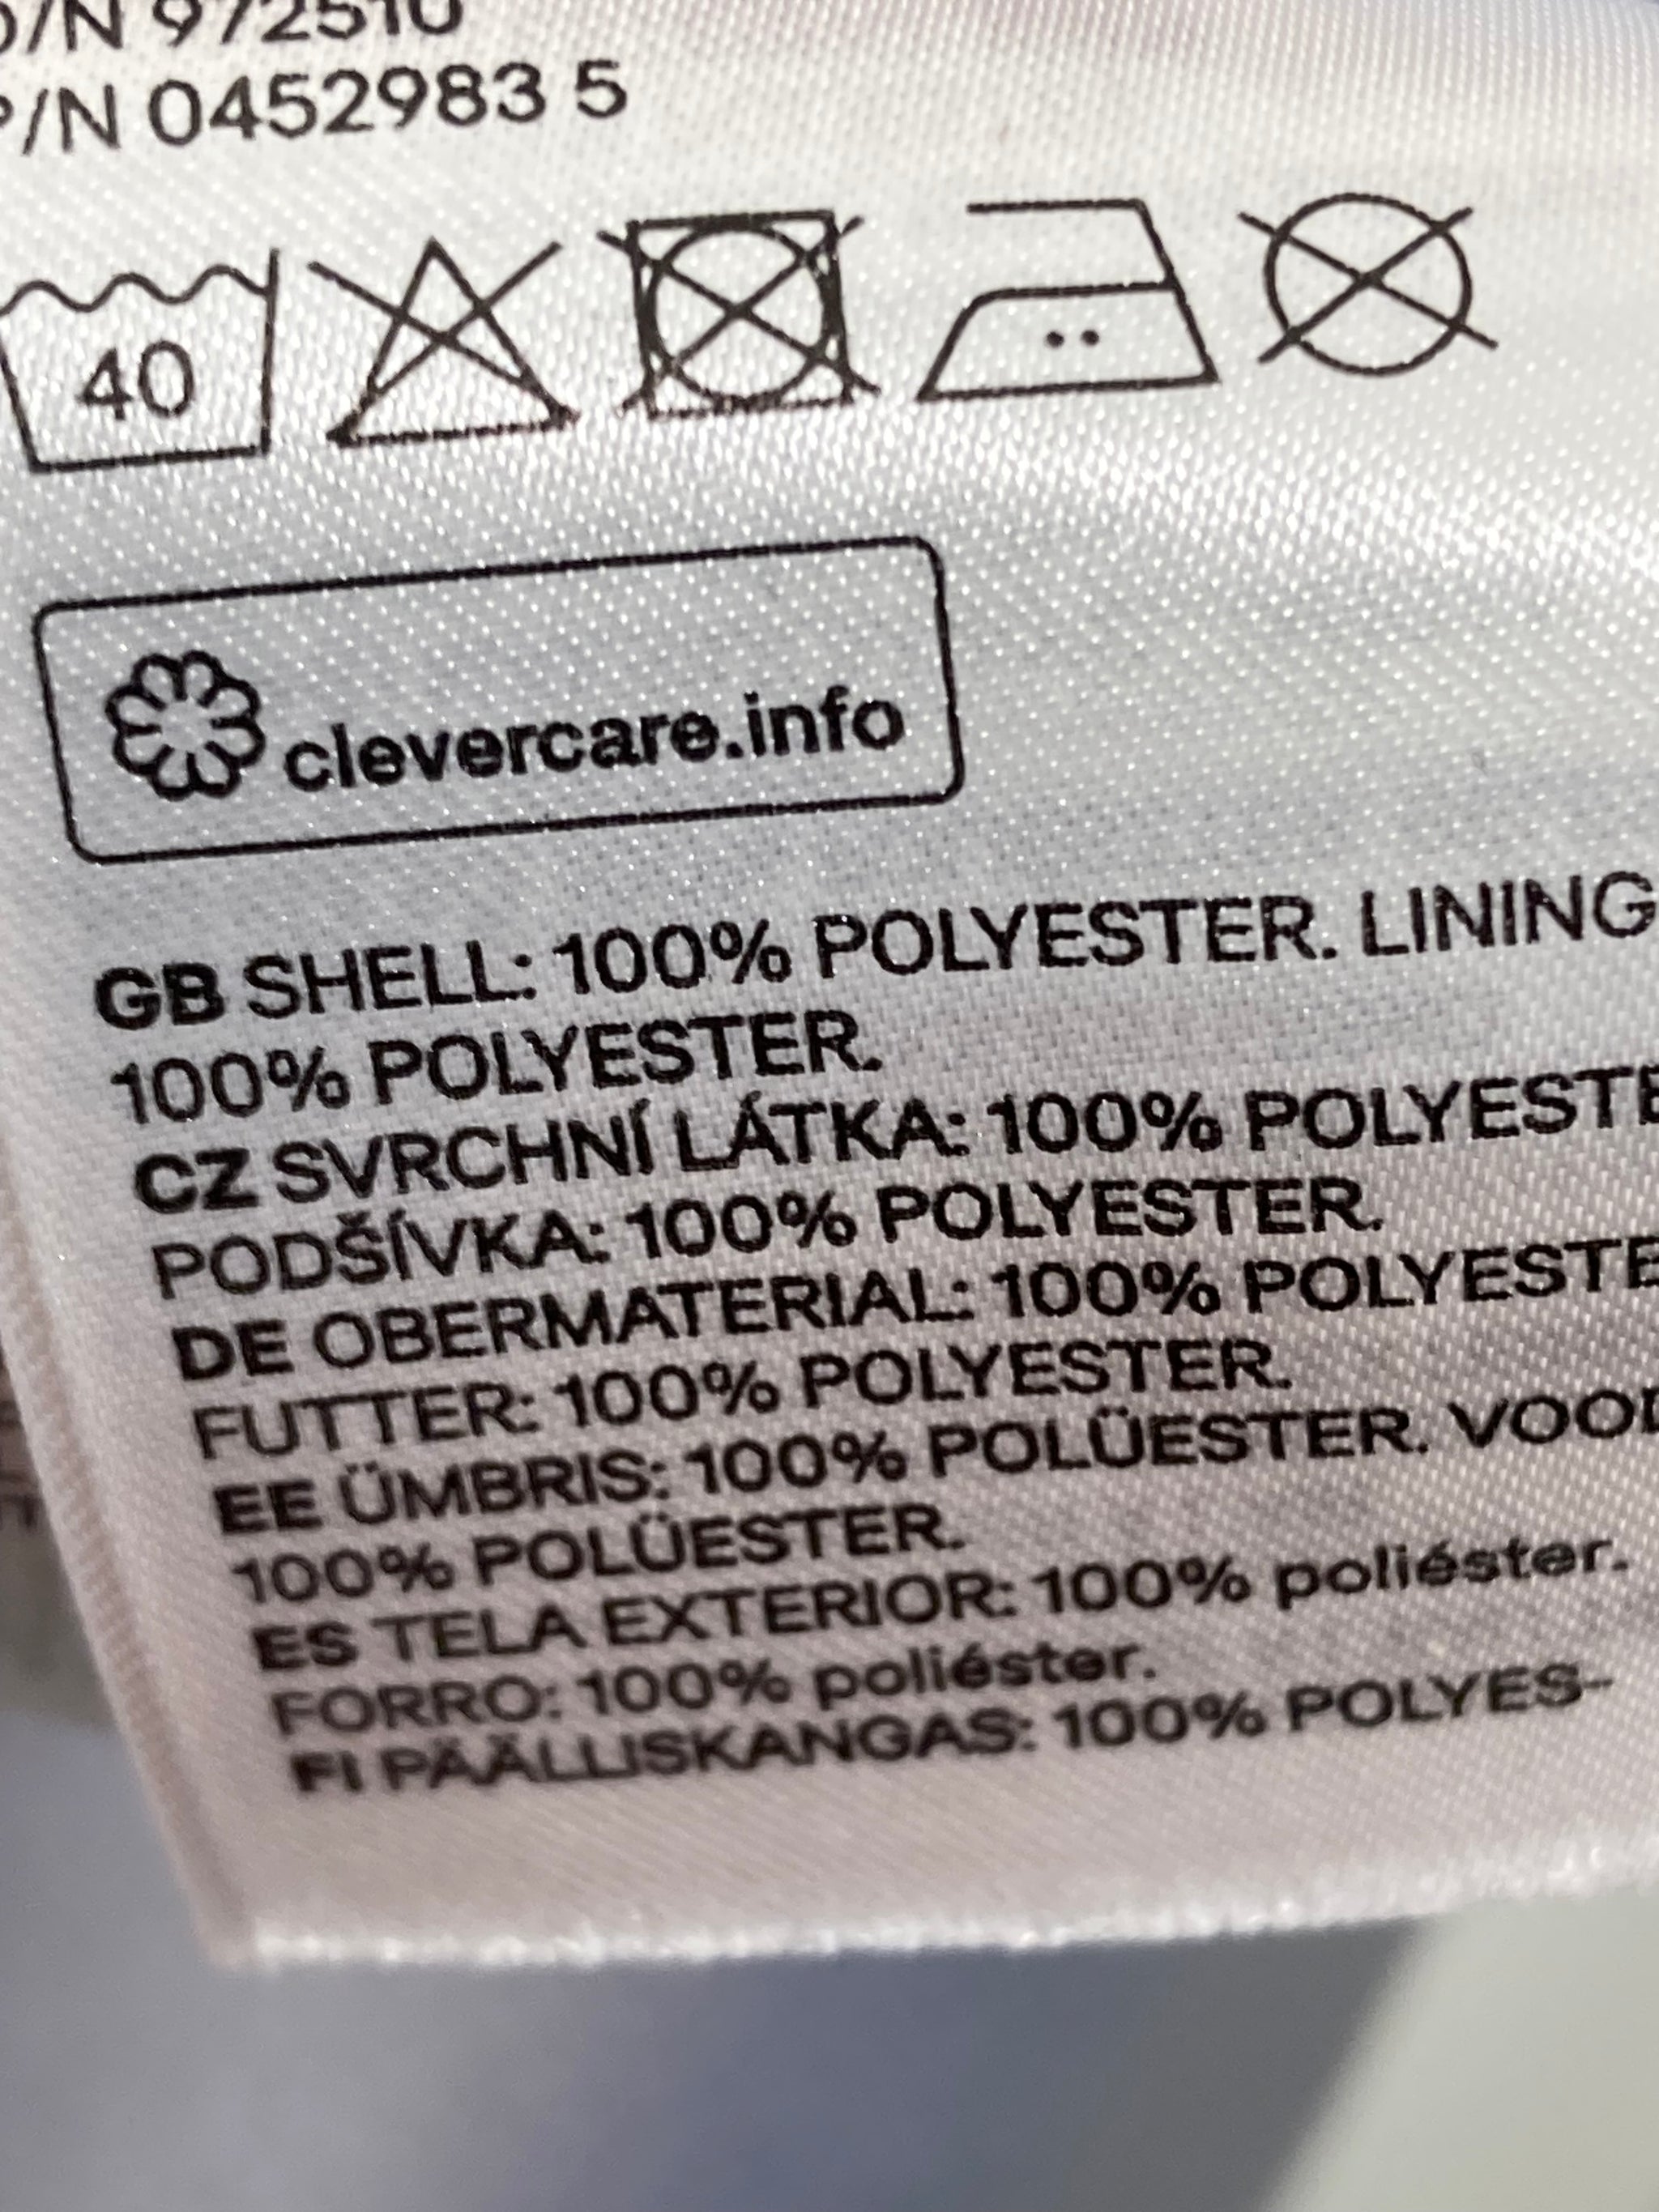 /N 972510
P/N 0452983 5
40
clevercare.info
GB SHELL: 100% POLYESTER. LINING
100% POLYESTER.
CZ SVRCHNÍ LÁTKA: 100% POLYESTE
PODŠÍVKA: 100% POLYESTER.
DE OBERMATERIAL: 100% POLYESTE
FUTTER: 100% POLYESTER.
EE ÜMBRIS: 100% POLÜESTER. VOOD
100% POLÜESTER.
ES TELA EXTERIOR: 100% poliéster.
FORRO: 100% poliéster.
FI PÄÄLLISKANGAS: 100% POLYES-